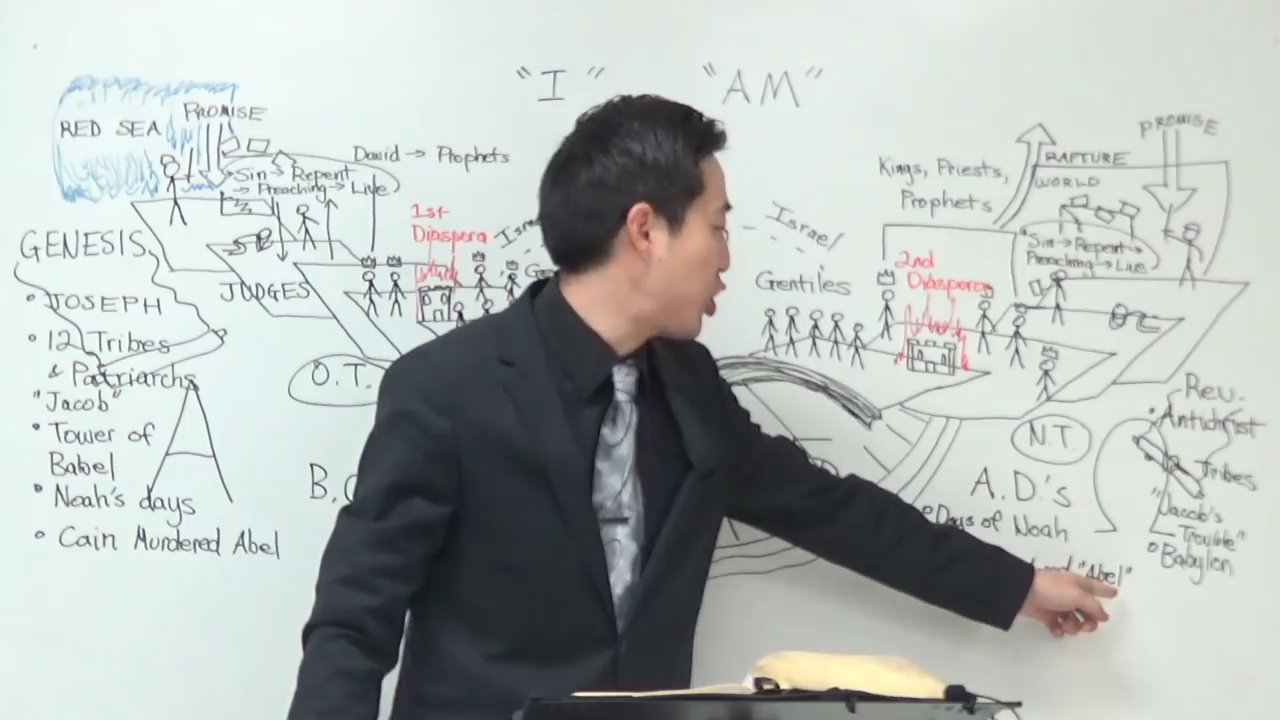 "I" "AM"
RED SEA
PROMISE
David → Prophets
Sin → Repent
→ Preaching → Live
1st
Diaspora
GENESIS
JUDGES
• JOSEPH
• 12 Tribes
& Patriarchs
"Jacob"
• Tower of
Babel
• Noah's days
• Cain Murdered Abel
O.T.
Kings, Priests,
Prophets
RAPTURE
WORLD
PROMISE
Sin → Repent →
Preaching → Live
Israel
Gentiles
2nd
Diaspora
N.T.
A.D.'s
Days of Noah
"Abel"
Rev.
• Antichrist
Tribes
"Jacob's
Trouble"
Babylon